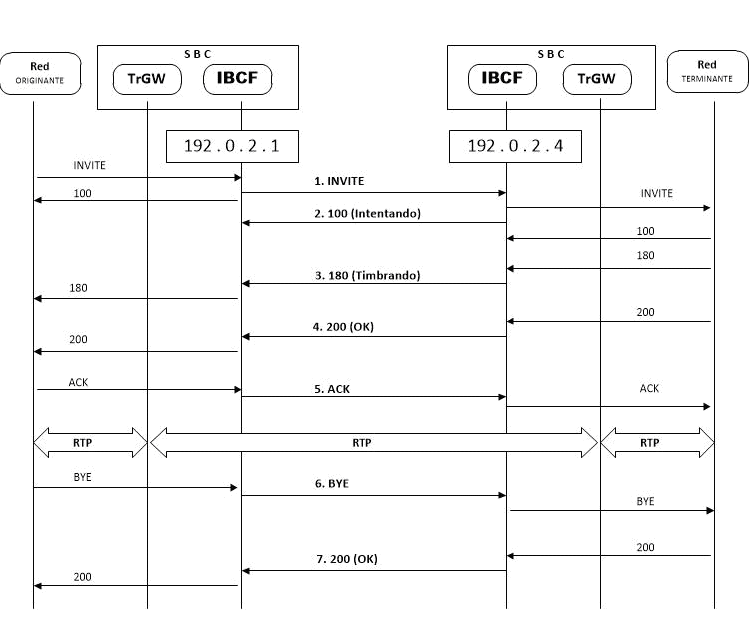 S B C
S B C
Red
ORIGINANTE
TrGW
IBCF
IBCF
TrGW
Red
TERMINANTE
192.0.2.1
192.0.2.4
INVITE
1. INVITE
100
INVITE
2. 100 (Intentando)
100
180
3. 180 (Timbrando)
180
200
4. 200 (OK)
200
ACK
5. ACK
ACK
RTP
RTP
RTP
BYE
6. BYE
BYE
200
7. 200 (OK)
200